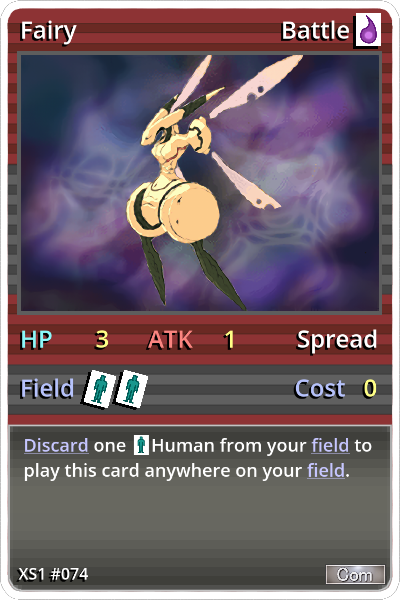 Fairy Battle
HP 3 ATK 1 Spread
Field Cost 0
Discard one Human from your field to
play this card anywhere on your field.
XS1 #074 Com